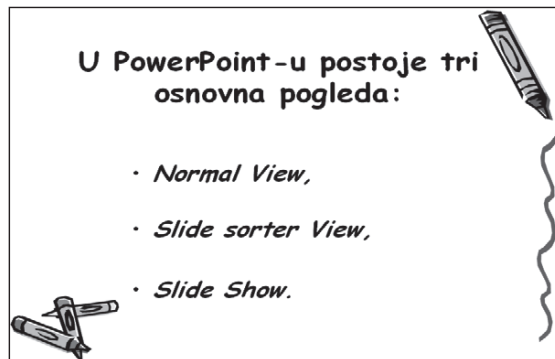 U PowerPoint-u postoje tri
osnovna pogleda:
• Normal View,
• Slide sorter View,
• Slide Show.